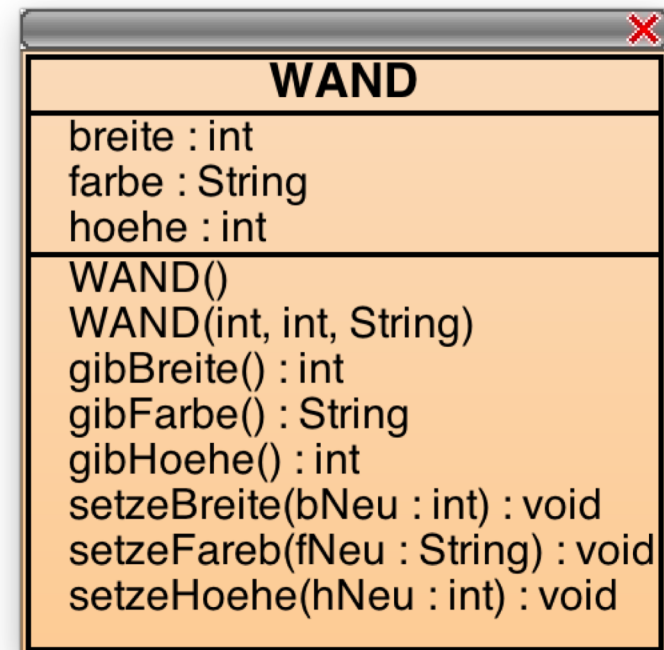 WAND
breite : int
farbe : String
hoehe : int
WAND()
WAND(int, int, String)
gibBreite() : int
gibFarbe() : String
gibHoehe() : int
setzeBreite(bNeu : int) : void
setzeFareb(fNeu : String) : void
setzeHoehe(hNeu : int) : void